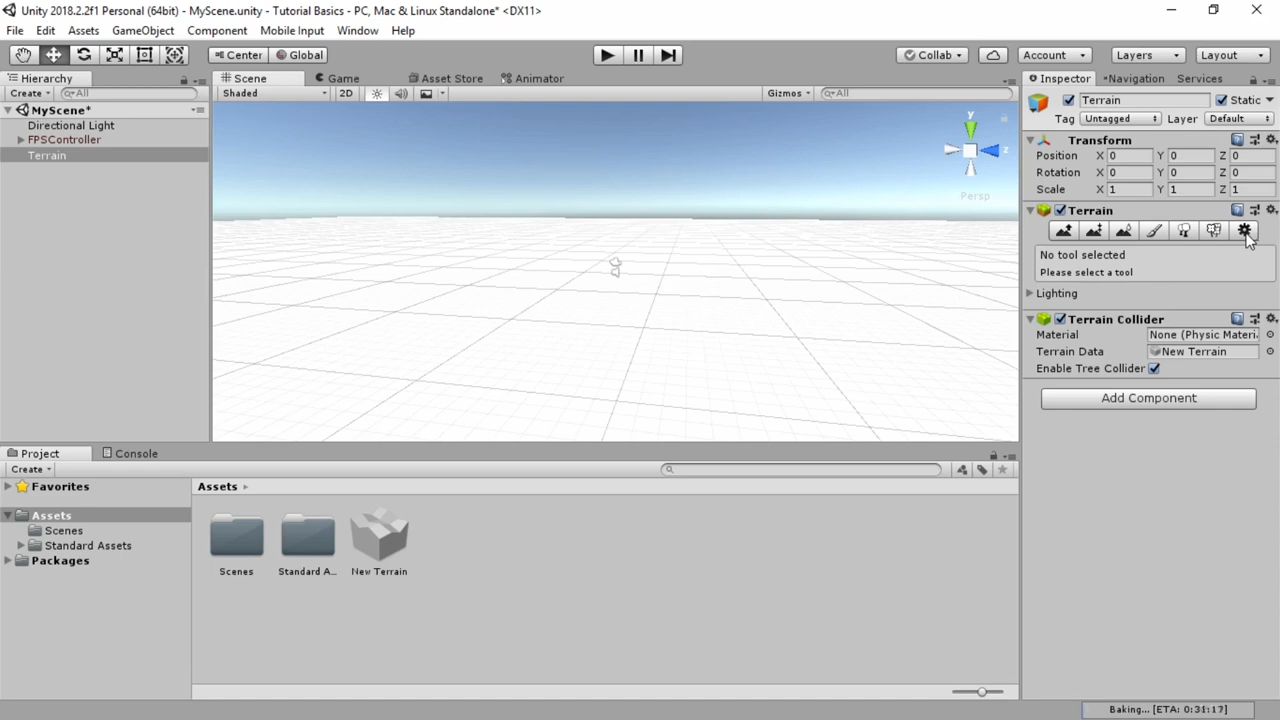 Unity 2018.2.2f1 Personal (64bit) - MyScene.unity - Tutorial Basics - PC, Mac & Linux Standalone* <DX11>
File Edit Assets GameObject Component Mobile Input Window Help
Center Global Collab Account Layers Layout
Hierarchy Scene Game Asset Store Animator Inspector Navigation Services
Create All Shaded 2D Gizmos All
MyScene*
Directional Light
FPSController
Terrain
y
z
Persp
Terrain Static
Tag Untagged Layer Default
Transform
Position X 0 Y 0 Z 0
Rotation X 0 Y 0 Z 0
Scale X 1 Y 1 Z 1
Terrain
No tool selected
Please select a tool
Lighting
Terrain Collider
Material None (Physic Materi
Terrain Data New Terrain
Enable Tree Collider
Add Component
Project Console
Create
Favorites
Assets
Scenes
Standard Assets
Packages
Assets
Scenes Standard A... New Terrain
Baking... [ETA: 0:31:17]